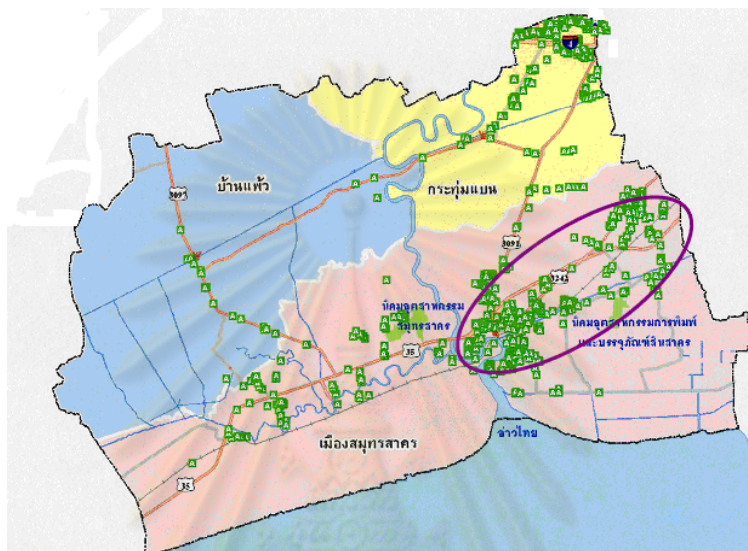 4
บ้านแพ้ว
กระทุ่มแบน
3097
3091
3242
นิคมอุตสาหกรรม
สมุทรสาคร
นิคมอุตสาหกรรมการพิมพ์
และบรรจุภัณฑ์สินสาคร
35
เมืองสมุทรสาคร
อ่าวไทย
35